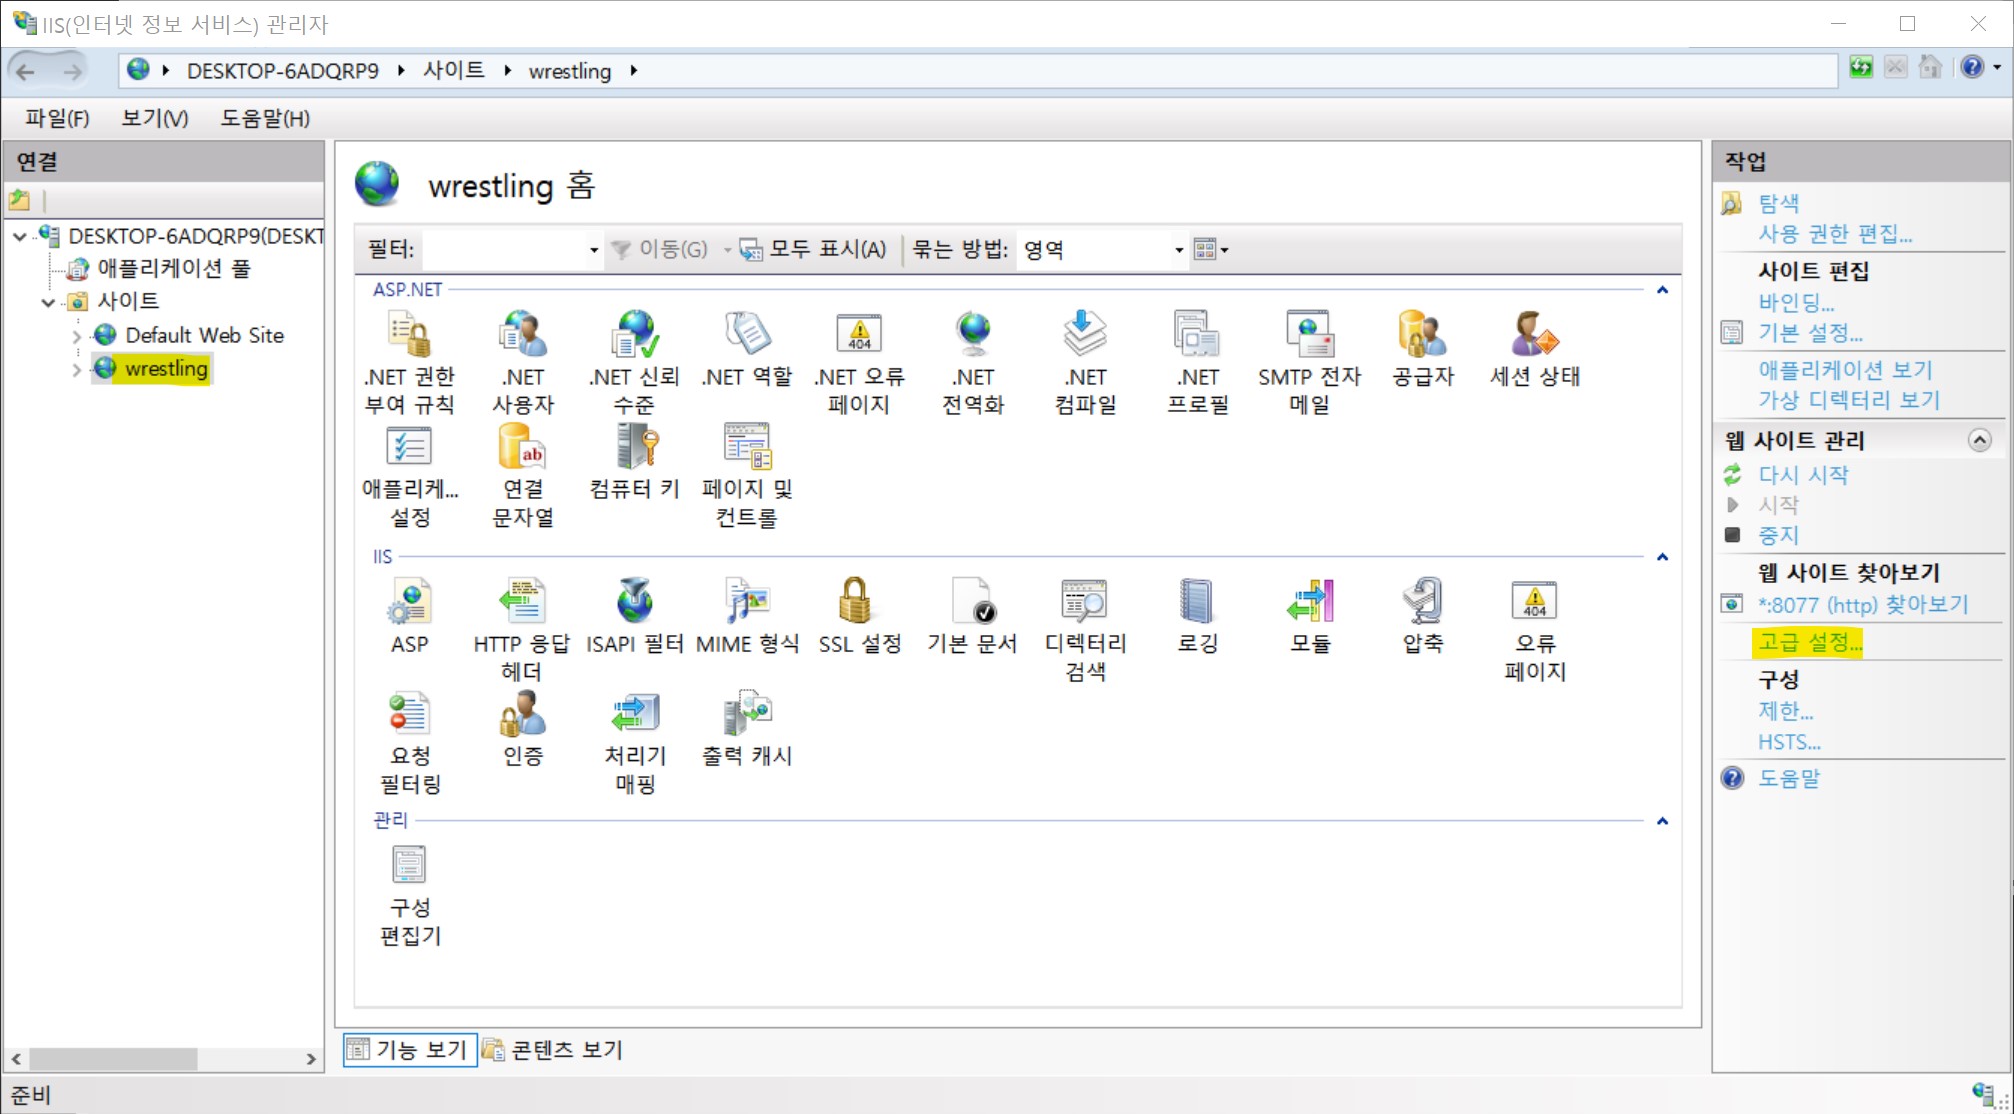 IIS(인터넷 정보 서비스) 관리자
DESKTOP-6ADQRP9 사이트 wrestling
파일(F) 보기(V) 도움말(H)
연결
DESKTOP-6ADQRP9(DESKT
애플리케이션 풀
사이트
Default Web Site
wrestling
wrestling 홈
필터: 이동(G) 모두 표시(A) 묶는 방법: 영역
ASP.NET
.NET 권한 부여 규칙
.NET 사용자
.NET 신뢰 수준
.NET 역할
.NET 오류 페이지
404
.NET 전역화
.NET 컴파일
.NET 프로필
SMTP 전자 메일
공급자
세션 상태
애플리케... 설정
연결 문자열
ab
컴퓨터 키
페이지 및 컨트롤
IIS
ASP
HTTP 응답 헤더
ISAPI 필터
MIME 형식
SSL 설정
기본 문서
디렉터리 검색
로깅
모듈
압축
오류 페이지
404
요청 필터링
인증
처리기 매핑
출력 캐시
관리
구성 편집기
기능 보기 콘텐츠 보기
작업
탐색
사용 권한 편집...
사이트 편집
바인딩...
기본 설정...
애플리케이션 보기
가상 디렉터리 보기
웹 사이트 관리
다시 시작
시작
중지
웹 사이트 찾아보기
*:8077 (http) 찾아보기
고급 설정...
구성
제한...
HSTS...
도움말
준비